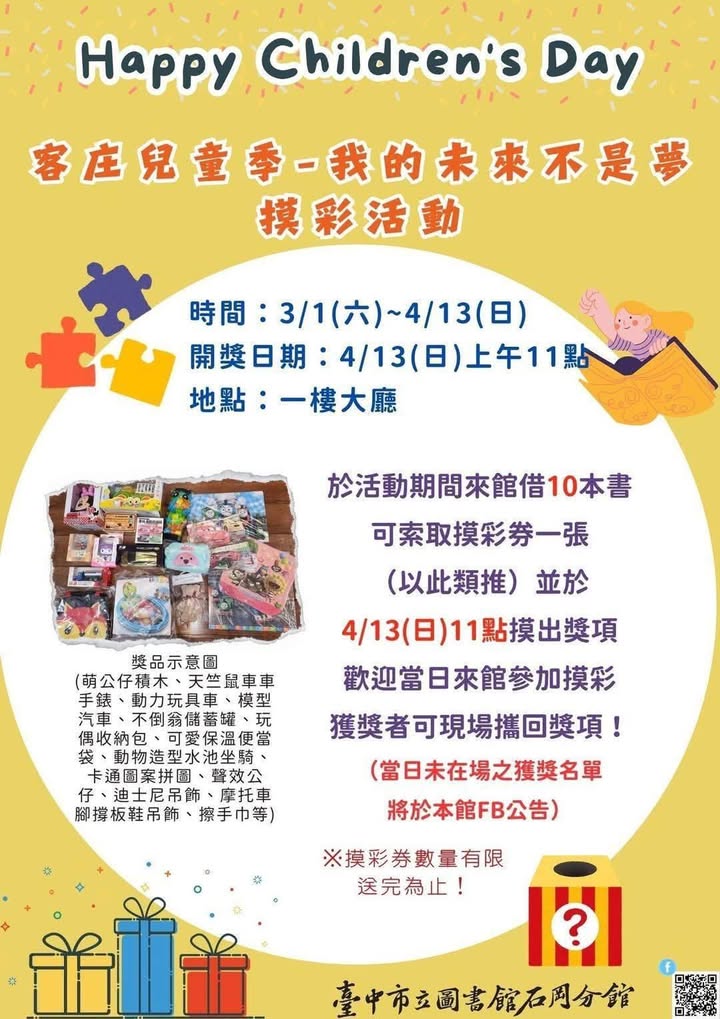 Happy Children's Day
客庄兒童季-我的未來不是夢
摸彩活動
時間：3/1(六)~4/13(日)
開獎日期：4/13(日)上午11點
地點：一樓大廳
於活動期間來館借10本書
可索取摸彩券一張
（以此類推）並於
4/13(日)11點摸出獎項
歡迎當日來館參加摸彩
獲獎者可現場攜回獎項！
（當日未在場之獲獎名單
將於本館FB公告）
※摸彩券數量有限
送完為止！
獎品示意圖
(萌公仔積木、天竺鼠車車
手錶、動力玩具車、模型
汽車、不倒翁儲蓄罐、玩
偶收納包、可愛保溫便當
袋、動物造型水池坐騎、
卡通圖案拼圖、聲效公
仔、迪士尼吊飾、摩托車
腳撐板鞋吊飾、擦手巾等)
?
臺中市立圖書館石岡分館
f